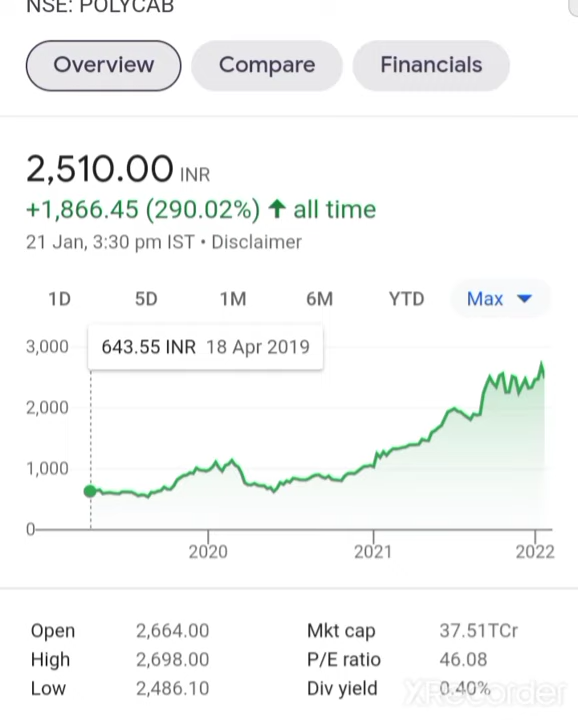 NSE: POLYCAB
Overview Compare Financials
2,510.00 INR
+1,866.45 (290.02%) ↑ all time
21 Jan, 3:30 pm IST • Disclaimer
1D 5D 1M 6M YTD Max
3,000 643.55 INR 18 Apr 2019
2,000
1,000
0
2020 2021 2022
Open 2,664.00 Mkt cap 37.51TCr
High 2,698.00 P/E ratio 46.08
Low 2,486.10 Div yield 0.40%
XRecorder